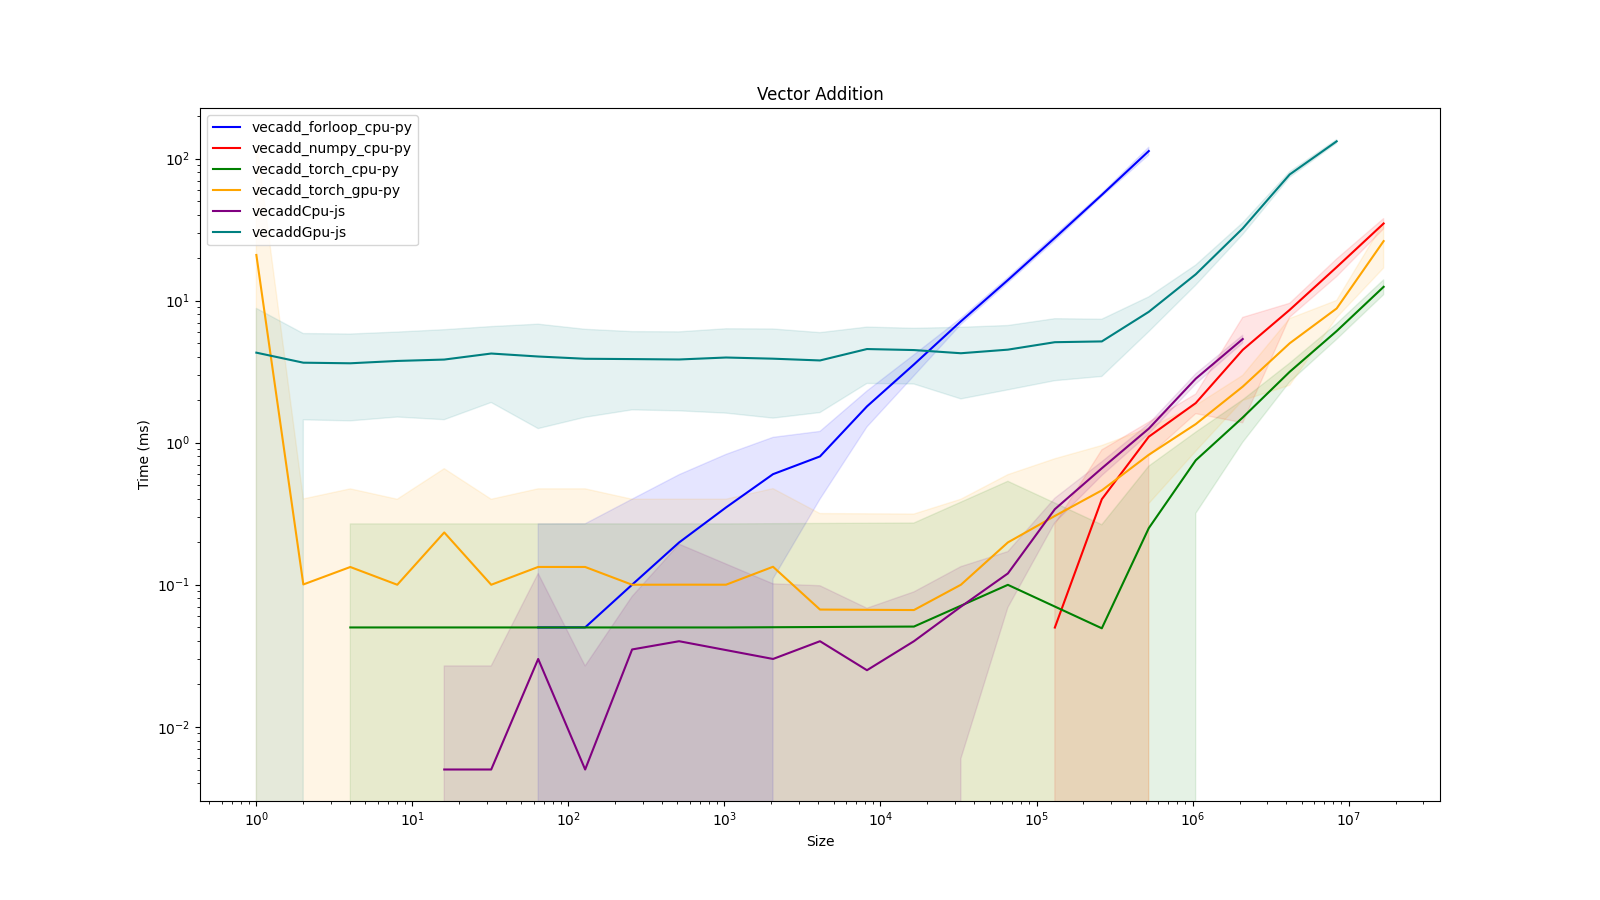 Vector Addition
vecadd_forloop_cpu-py
vecadd_numpy_cpu-py
vecadd_torch_cpu-py
vecadd_torch_gpu-py
vecaddCpu-js
vecaddGpu-js
Time (ms)
10²
10¹
10⁰
10⁻¹
10⁻²
10⁰ 10¹ 10² 10³ 10⁴ 10⁵ 10⁶ 10⁷
Size